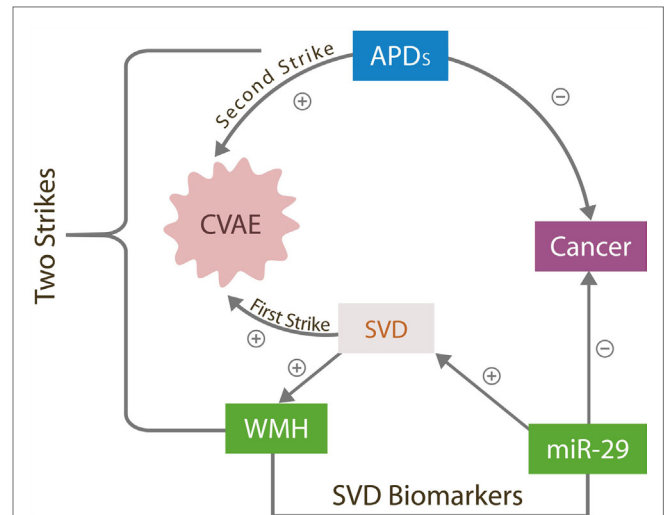 APDs
Second Strike
+
−
Two Strikes
CVAE
Cancer
First Strike
+
SVD
+
+
−
WMH
miR-29
SVD Biomarkers